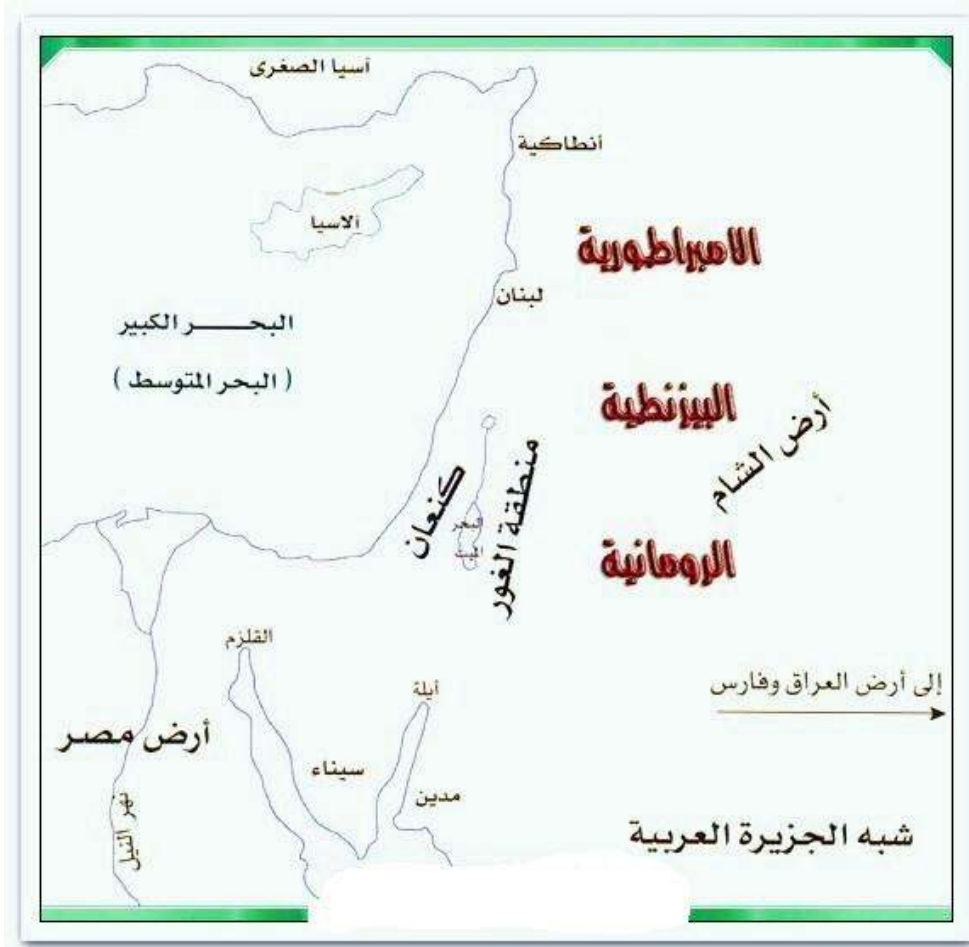 أسيا الصغرى
أنطاكية
الاسيا
الامبراطورية
لبنان
البحـــــر الكبير
( البحر المتوسط )
البيزنطية
أرض الشام
كنعان
منطقة الغور
البحر
الميت
الرومانية
القلزم
أيلة
إلى أرض العراق وفارس
أرض مصر
سيناء
مدين
نهر النيل
شبه الجزيرة العربية